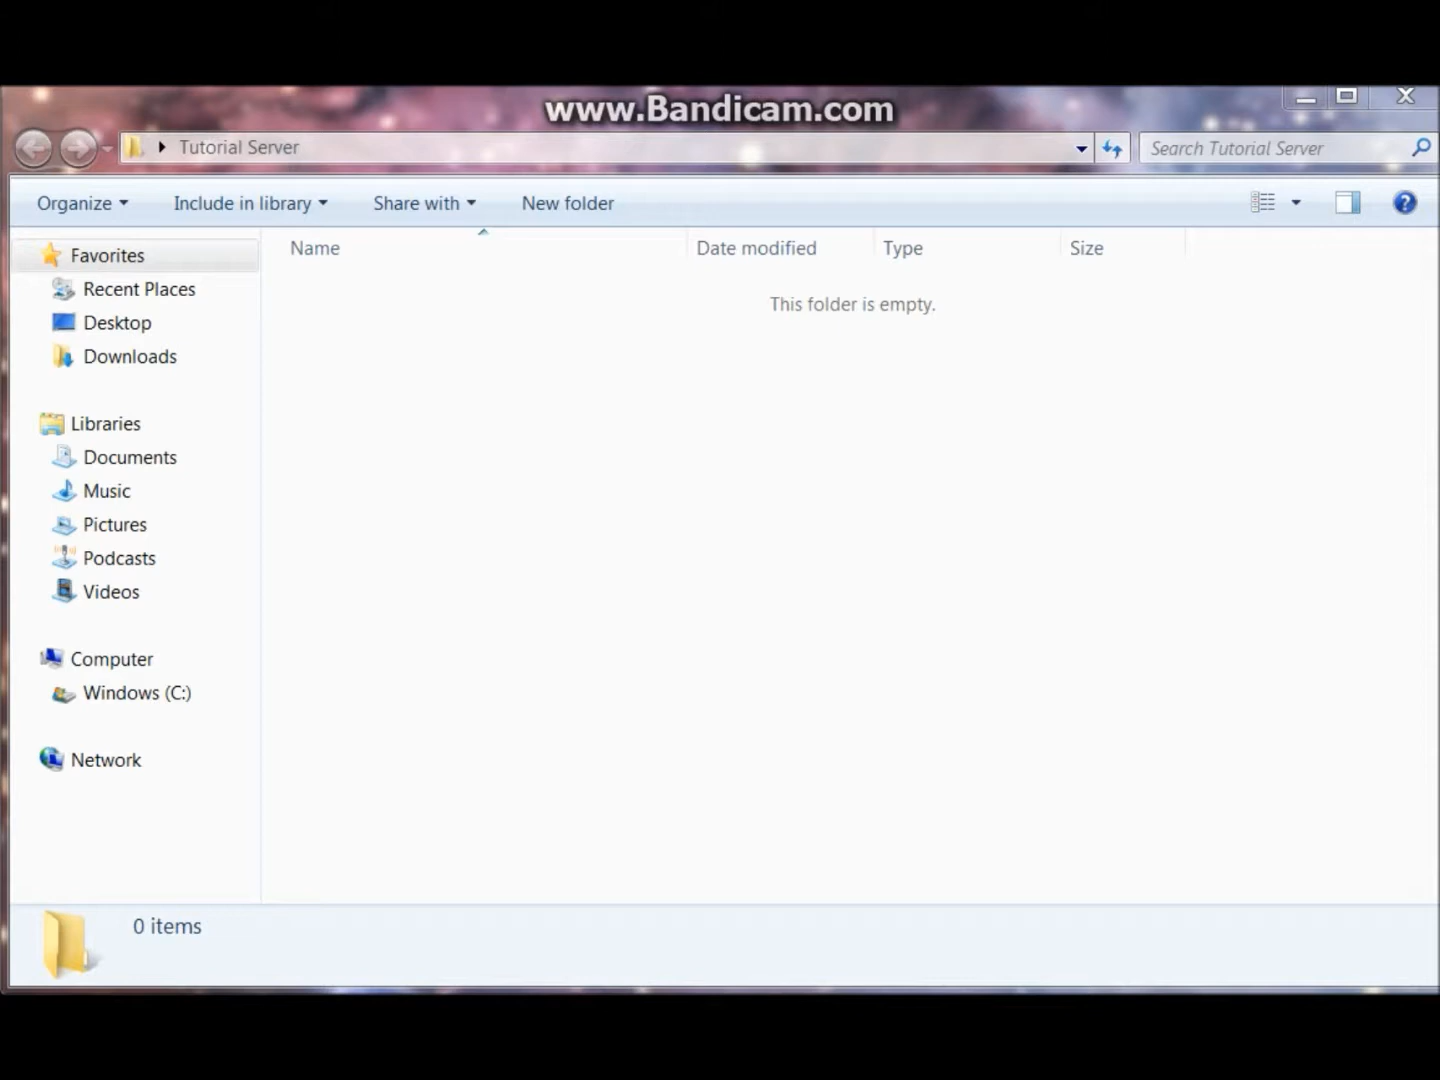 www.Bandicam.com
Tutorial Server
Search Tutorial Server
Organize
Include in library
Share with
New folder
Name
Date modified
Type
Size
This folder is empty.
Favorites
Recent Places
Desktop
Downloads
Libraries
Documents
Music
Pictures
Podcasts
Videos
Computer
Windows (C:)
Network
0 items